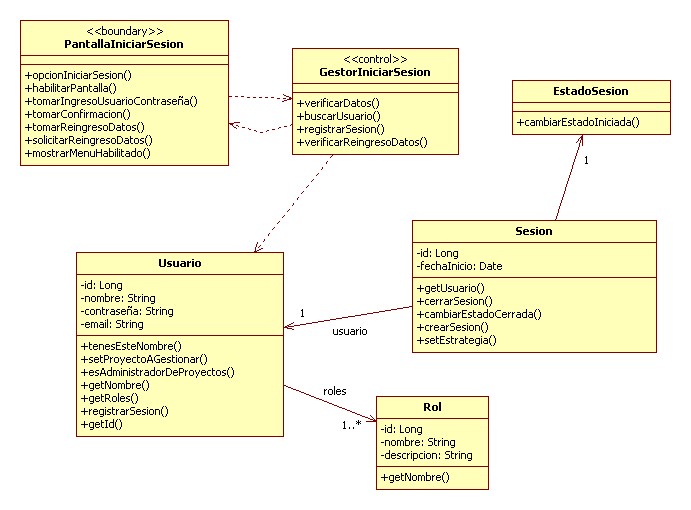 <<boundary>>
PantallaIniciarSesion
+opcionIniciarSesion()
+habilitarPantalla()
+tomarIngresoUsuarioContraseña()
+tomarConfirmacion()
+tomarReingresoDatos()
+solicitarReingresoDatos()
+mostrarMenuHabilitado()
<<control>>
GestorIniciarSesion
+verificarDatos()
+buscarUsuario()
+registrarSesion()
+verificarReingresoDatos()
EstadoSesion
+cambiarEstadoIniciada()
1
Sesion
-id: Long
-fechaInicio: Date
+getUsuario()
+cerrarSesion()
+cambiarEstadoCerrada()
+crearSesion()
+setEstrategia()
1
usuario
Usuario
-id: Long
-nombre: String
-contraseña: String
-email: String
+tenesEsteNombre()
+setProyectoAGestionar()
+esAdministradorDeProyectos()
+getNombre()
+getRoles()
+registrarSesion()
+getId()
roles
1..*
Rol
-id: Long
-nombre: String
-descripcion: String
+getNombre()